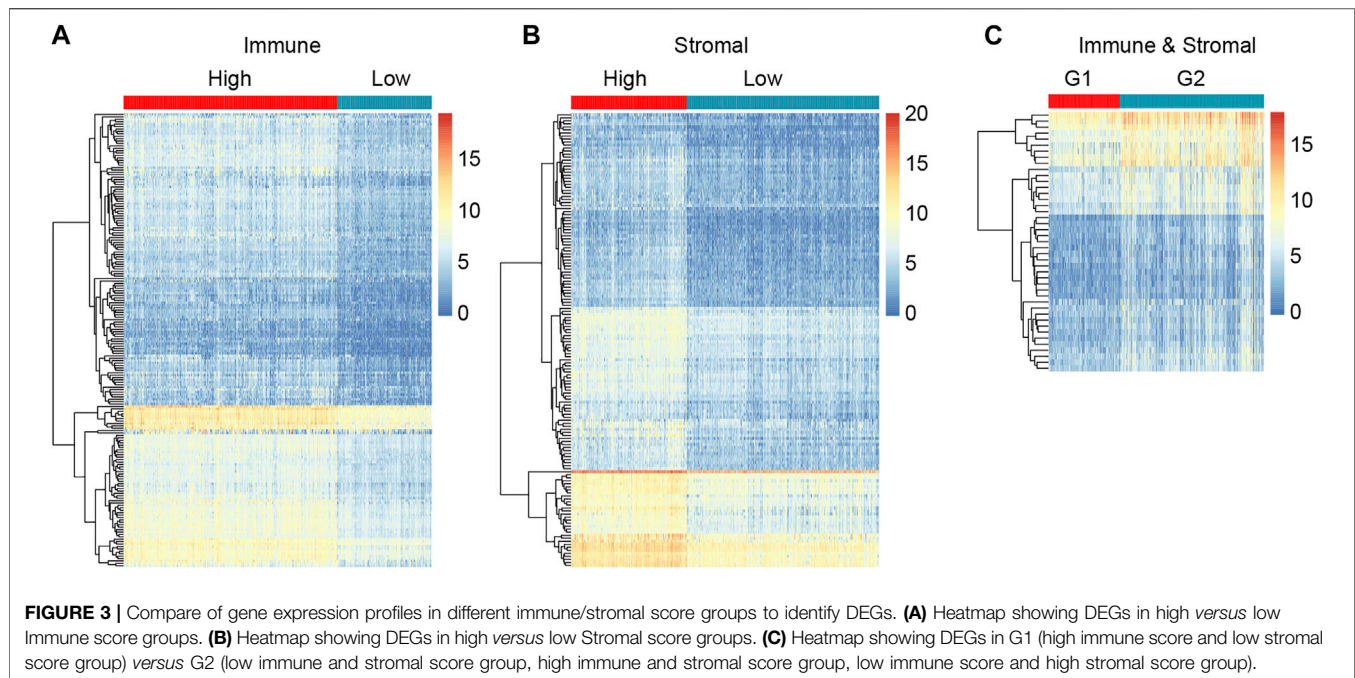 A
Immune
High Low
15
10
5
0
B
Stromal
High Low
20
15
10
5
0
C
Immune & Stromal
G1 G2
15
10
5
0
FIGURE 3 | Compare of gene expression profiles in different immune/stromal score groups to identify DEGs. (A) Heatmap showing DEGs in high versus low
Immune score groups. (B) Heatmap showing DEGs in high versus low Stromal score groups. (C) Heatmap showing DEGs in G1 (high immune score and low stromal
score group) versus G2 (low immune and stromal score group, high immune and stromal score group, low immune score and high stromal score group).